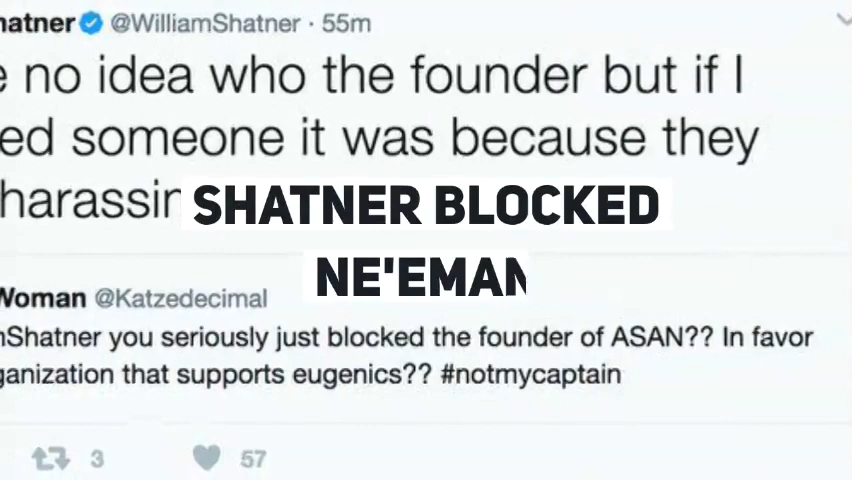 hatner @WilliamShatner · 55m
e no idea who the founder but if I
ed someone it was because they
harassin
SHATNER BLOCKED
NE'EMAN
Woman @Katzedecimal
nShatner you seriously just blocked the founder of ASAN?? In favor
ganization that supports eugenics?? #notmycaptain
3 57